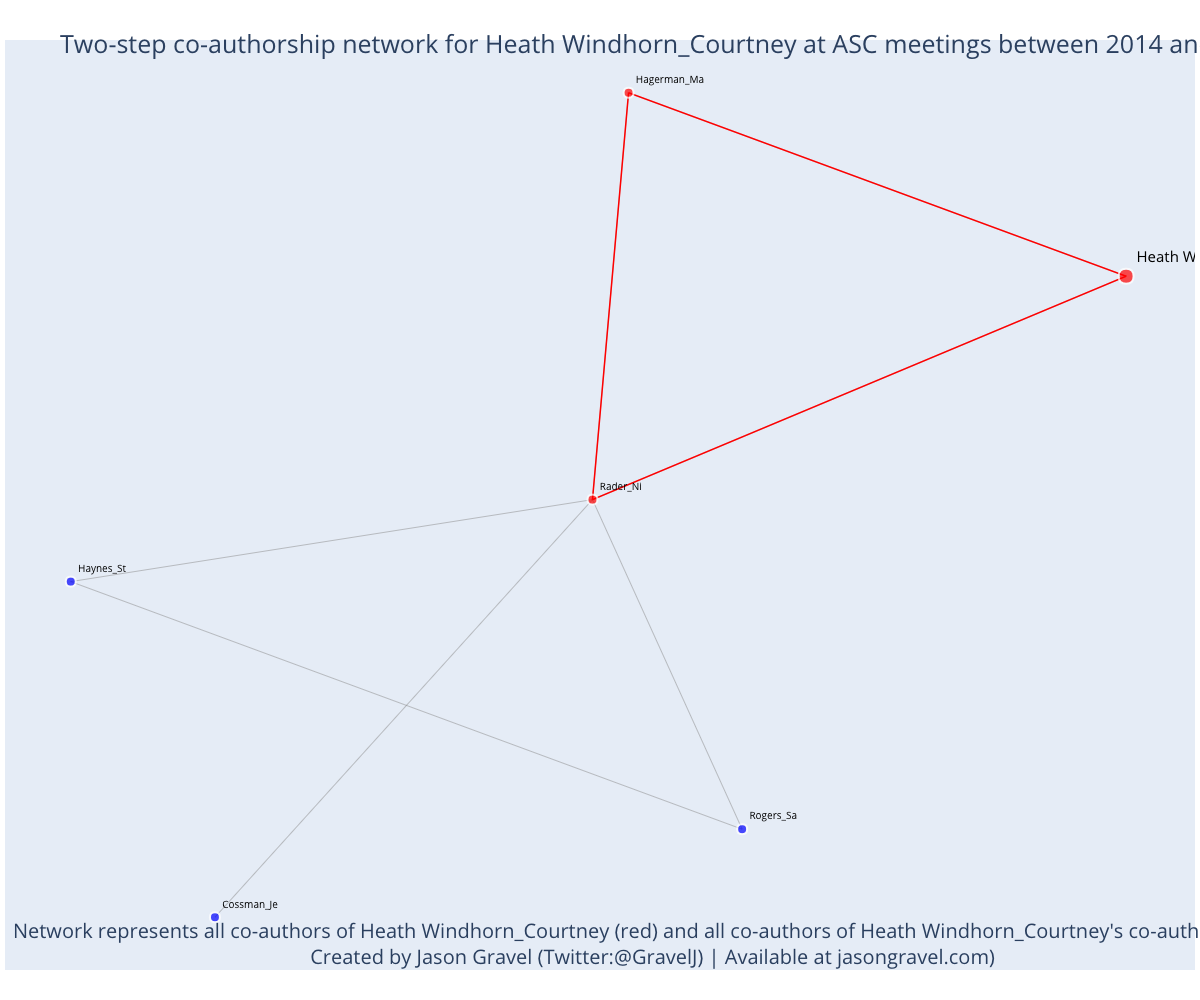 Two-step co-authorship network for Heath Windhorn_Courtney at ASC meetings between 2014 an
Hagerman_Ma
Heath W
Rader_Ni
Haynes_St
Rogers_Sa
Cossman_Je
Network represents all co-authors of Heath Windhorn_Courtney (red) and all co-authors of Heath Windhorn_Courtney's co-auth
Created by Jason Gravel (Twitter:@GravelJ) | Available at jasongravel.com)